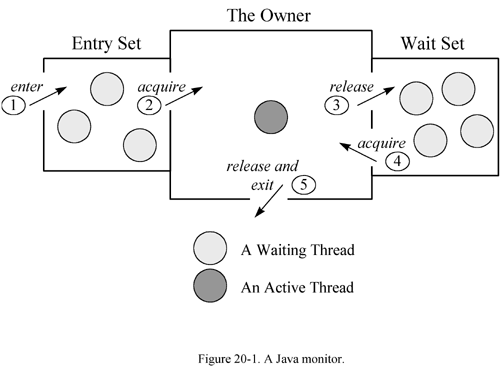 The Owner
Entry Set
Wait Set
enter
1
acquire
2
release
3
acquire
4
release and
exit
5
A Waiting Thread
An Active Thread
Figure 20-1. A Java monitor.